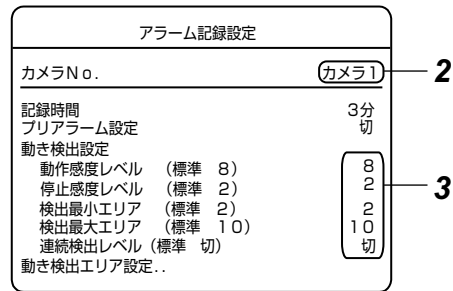 アラーム記録設定
カメラNo. カメラ1 2
記録時間 3分
プリアラーム設定 切
動き検出設定
動作感度レベル (標準 8) 8
停止感度レベル (標準 2) 2
3
検出最小エリア (標準 2) 2
検出最大エリア (標準 10) 10
連続検出レベル(標準 切) 切
動き検出エリア設定..